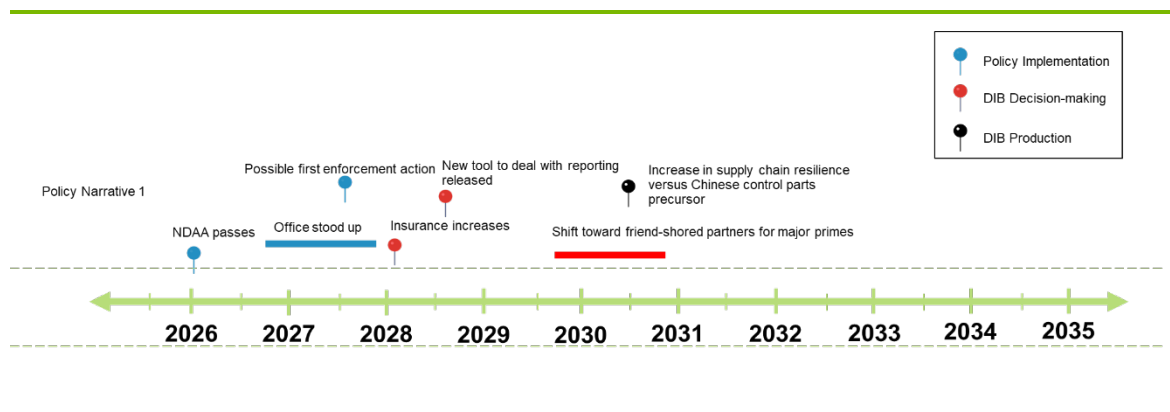 Policy Implementation
DIB Decision-making
DIB Production
Possible first enforcement action
New tool to deal with reporting
released
Increase in supply chain resilience
versus Chinese control parts
precursor
Policy Narrative 1
NDAA passes
Office stood up
Insurance increases
Shift toward friend-shored partners for major primes
2026 2027 2028 2029 2030 2031 2032 2033 2034 2035